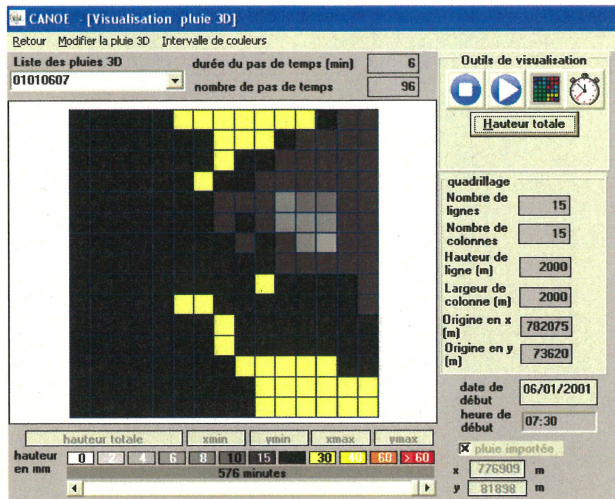 CANOE - [Visualisation pluie 3D]
Retour Modifier la pluie 3D Intervalle de couleurs
Liste des pluies 3D
01010607
durée du pas de temps (min) 6
nombre de pas de temps 96
Outils de visualisation
Hauteur totale
quadrillage
Nombre de
lignes 15
Nombre de
colonnes 15
Hauteur de
ligne (m) 2000
Largeur de
colonne (m) 2000
Origine en x
(m) 782075
Origine en y
(m) 73620
date de
début 06/01/2001
heure de
début 07:30
pluie importée
x 776909 m
y 81898 m
hauteur totale xmin ymin xmax ymax
hauteur
en mm 0 2 4 6 8 10 15 30 40 60 > 60
576 minutes